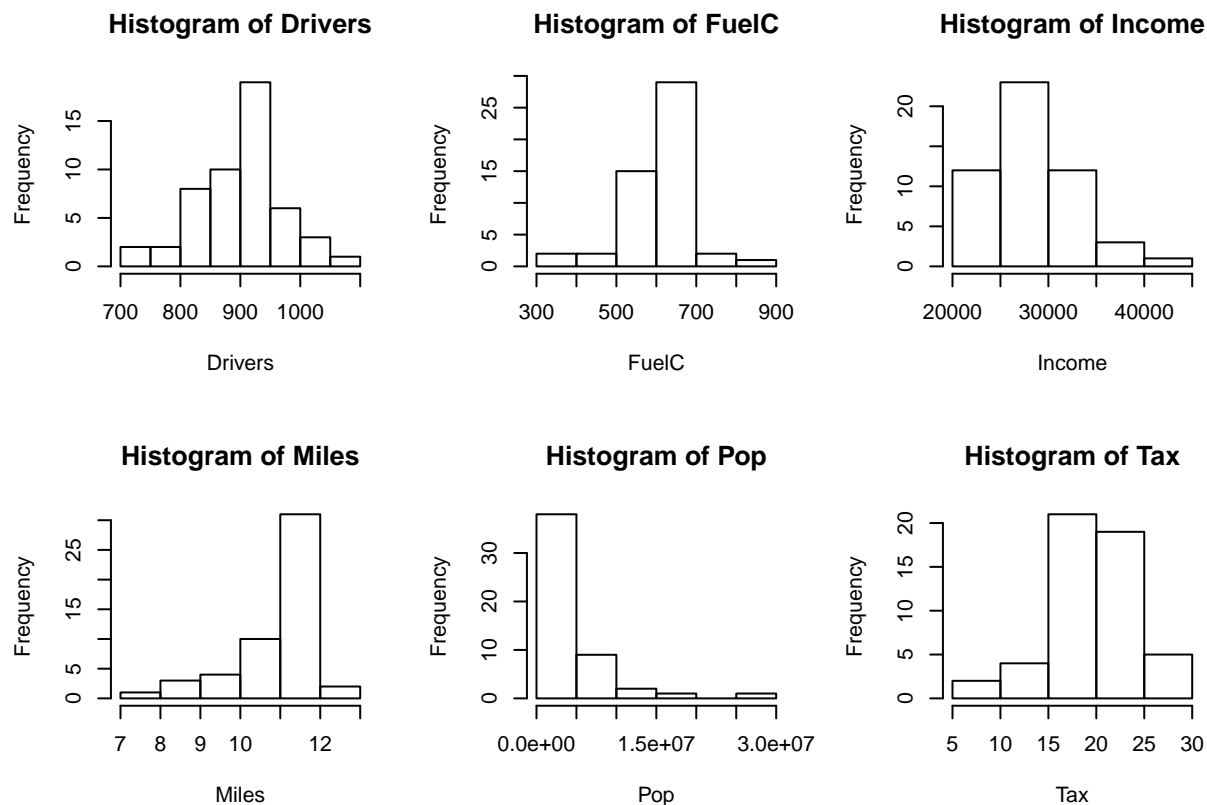 Histogram of Drivers
Frequency
0 5 10 15
700 800 900 1000
Drivers
Histogram of FuelC
Frequency
0 5 15 25
300 500 700 900
FuelC
Histogram of Income
Frequency
0 5 10 20
20000 30000 40000
Income
Histogram of Miles
Frequency
0 5 15 25
7 8 9 10 12
Miles
Histogram of Pop
Frequency
0 10 20 30
0.0e+00 1.5e+07 3.0e+07
Pop
Histogram of Tax
Frequency
0 5 10 15 20
5 10 15 20 25 30
Tax